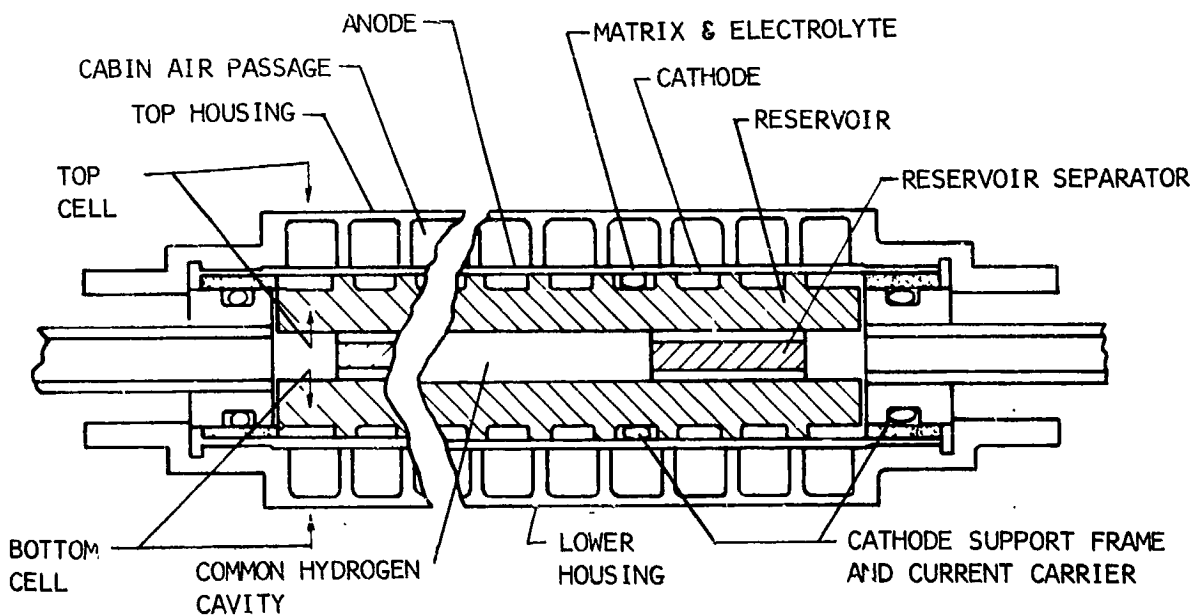 ANODE
MATRIX & ELECTROLYTE
CABIN AIR PASSAGE
CATHODE
TOP HOUSING
RESERVOIR
TOP
CELL
RESERVOIR SEPARATOR
BOTTOM
CELL
COMMON HYDROGEN
CAVITY
LOWER
HOUSING
CATHODE SUPPORT FRAME
AND CURRENT CARRIER